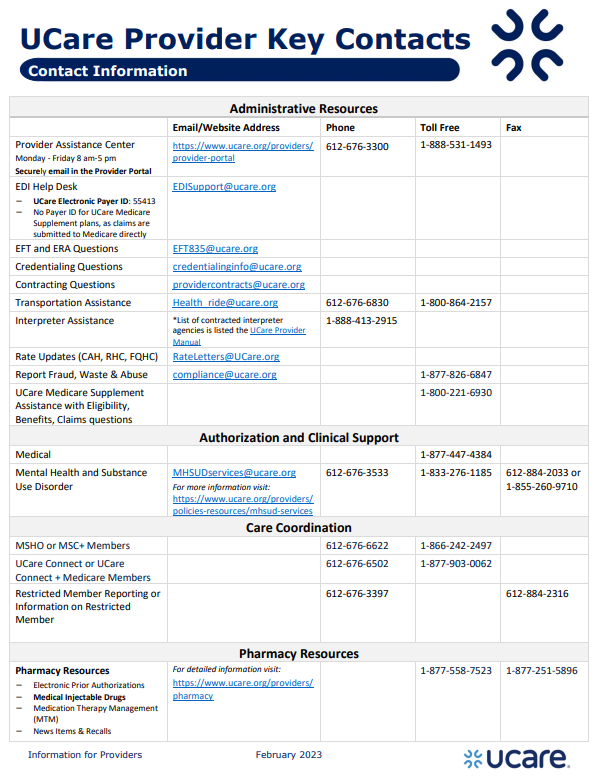 UCare Provider Key Contacts
Contact Information
Administrative Resources
Email/Website Address Phone Toll Free Fax
Provider Assistance Center
Monday - Friday 8 am-5 pm
Securely email in the Provider Portal
https://www.ucare.org/providers/
provider-portal
612-676-3300
1-888-531-1493
EDI Help Desk
– UCare Electronic Payer ID: 55413
– No Payer ID for UCare Medicare
Supplement plans, as claims are
submitted to Medicare directly
EDISupport@ucare.org
EFT and ERA Questions EFT835@ucare.org
Credentialing Questions credentialinginfo@ucare.org
Contracting Questions providercontracts@ucare.org
Transportation Assistance Health_ride@ucare.org 612-676-6830 1-800-864-2157
Interpreter Assistance
*List of contracted interpreter
agencies is listed the UCare Provider
Manual
1-888-413-2915
Rate Updates (CAH, RHC, FQHC) RateLetters@UCare.org
Report Fraud, Waste & Abuse compliance@ucare.org 1-877-826-6847
UCare Medicare Supplement
Assistance with Eligibility,
Benefits, Claims questions
1-800-221-6930
Authorization and Clinical Support
Medical 1-877-447-4384
Mental Health and Substance
Use Disorder
MHSUDservices@ucare.org
For more information visit:
https://www.ucare.org/providers/
policies-resources/mhsud-services
612-676-3533
1-833-276-1185
612-884-2033 or
1-855-260-9710
Care Coordination
MSHO or MSC+ Members 612-676-6622 1-866-242-2497
UCare Connect or UCare
Connect + Medicare Members
612-676-6502
1-877-903-0062
Restricted Member Reporting or
Information on Restricted
Member
612-676-3397
612-884-2316
Pharmacy Resources
Pharmacy Resources
– Electronic Prior Authorizations
– Medical Injectable Drugs
– Medication Therapy Management
(MTM)
– News Items & Recalls
For detailed information visit:
https://www.ucare.org/providers/
pharmacy
1-877-558-7523
1-877-251-5896
Information for Providers February 2023
ucare.